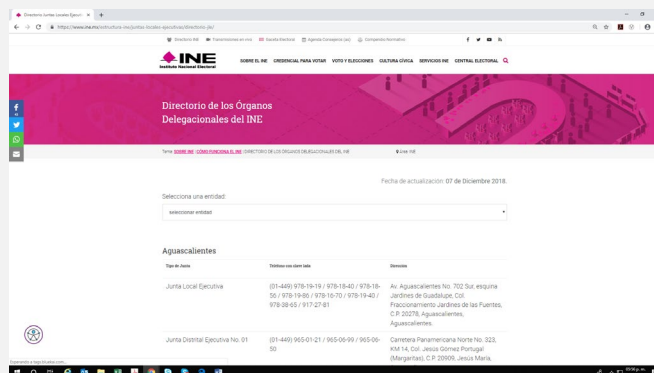 Directorio Juntas Locales Ejecuti
https://www.ine.mx/estructura-ine/juntas-locales-ejecutivas/directorio-jle/
Directorio INE Transmisiones en vivo Gaceta Electoral Agenda Consejeros (as) Compendio Normativo
INE
Instituto Nacional Electoral
SOBRE EL INE CREDENCIAL PARA VOTAR VOTO Y ELECCIONES CULTURA CÍVICA SERVICIOS INE CENTRAL ELECTORAL
Directorio de los Órganos
Delegacionales del INE
Tema: SOBRE INE CÓMO FUNCIONA EL INE DIRECTORIO DE LOS ÓRGANOS DELEGACIONALES DEL INE Área: INE
Fecha de actualización: 07 de Diciembre 2018.
Selecciona una entidad:
seleccionar entidad
Aguascalientes
Tipo de Junta Teléfono con clave lada Dirección
Junta Local Ejecutiva (01-449) 978-19-19 / 978-18-40 / 978-18- Av. Aguascalientes No. 702 Sur, esquina
56 / 978-19-86 / 978-16-70 / 978-19-40 / Jardines de Guadalupe, Col.
978-38-65 / 917-27-81 Fraccionamiento Jardines de las Fuentes,
C.P. 20278, Aguascalientes,
Aguascalientes.
Junta Distrital Ejecutiva No. 01 (01-449) 965-01-21 / 965-06-99 / 965-06- Carretera Panamericana Norte No. 323,
50 KM 14, Col. Jesús Gómez Portugal
(Margaritas), C.P. 20909, Jesús María,